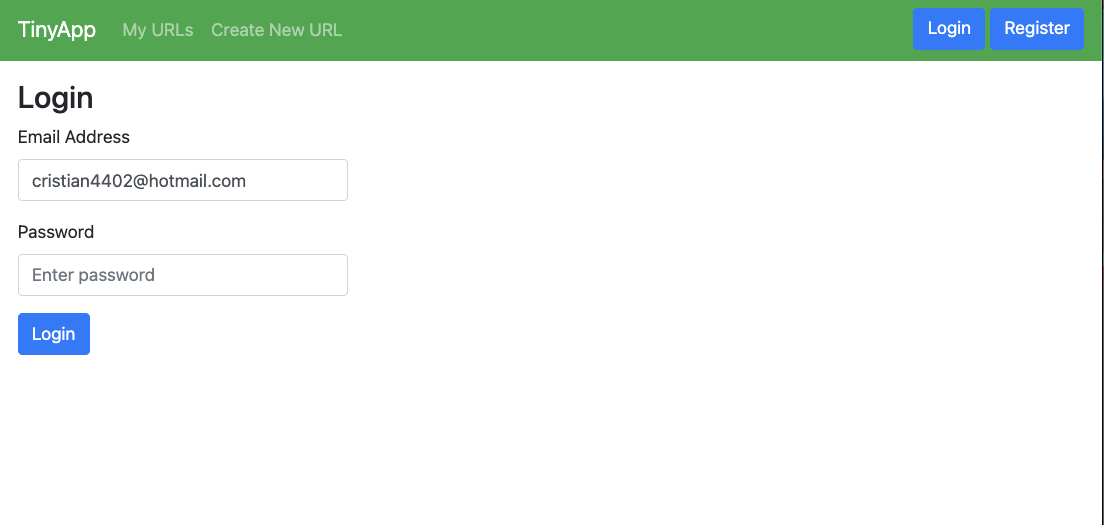 TinyApp My URLs Create New URL Login Register
Login
Email Address
cristian4402@hotmail.com
Password
Enter password
Login